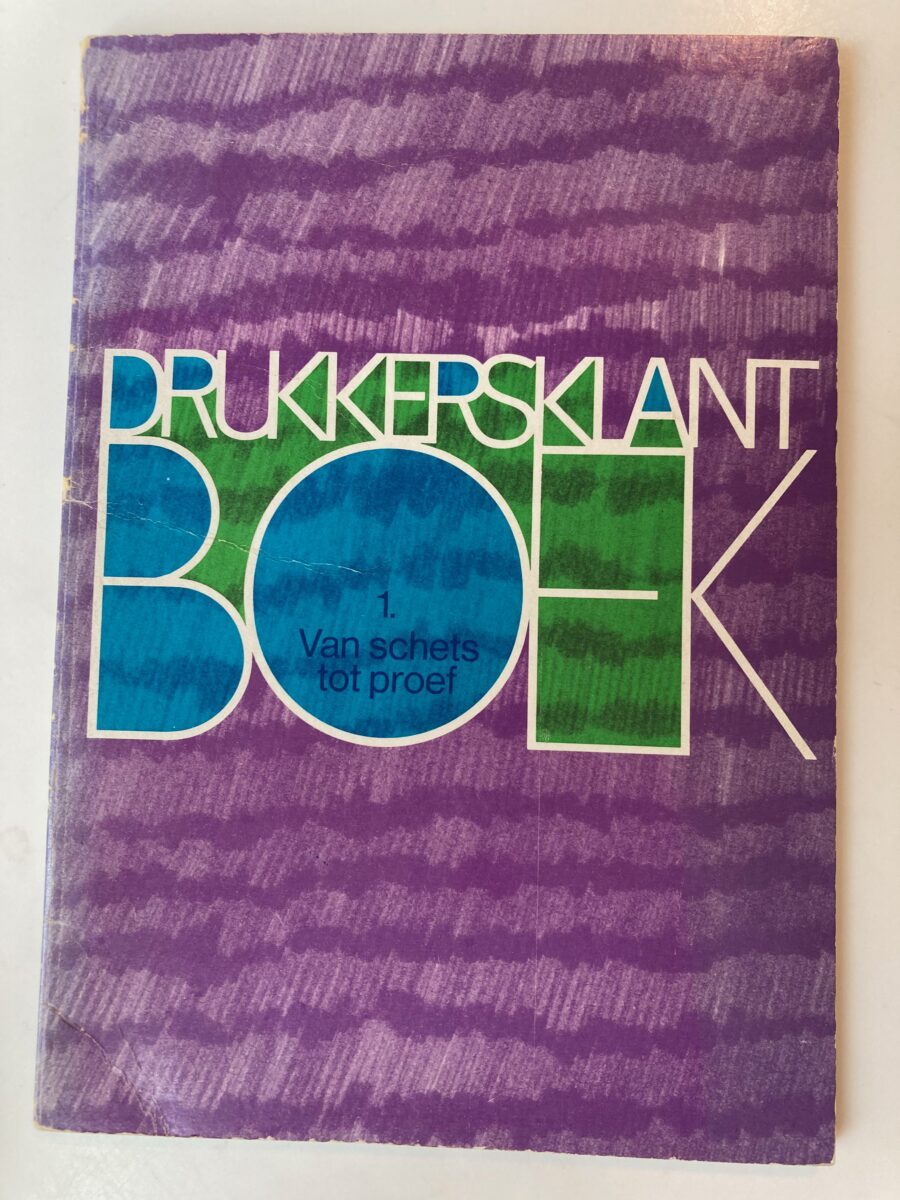 DRUKKERSKLANT
BOEK
1.
Van schets
tot proef